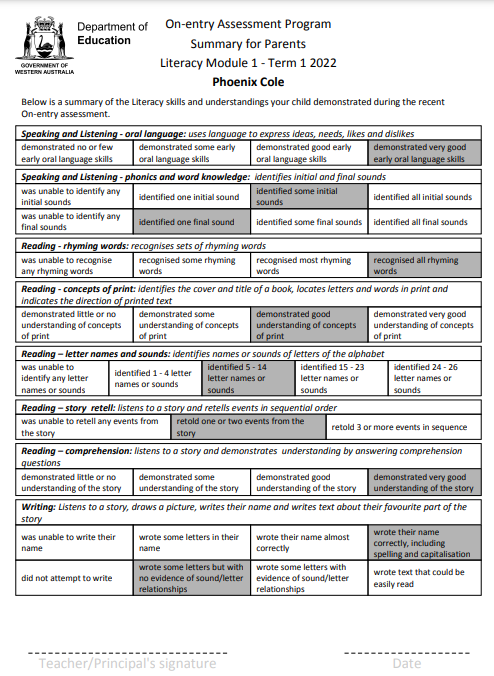 GOVERNMENT OF
WESTERN AUSTRALIA
Department of
Education
On-entry Assessment Program
Summary for Parents
Literacy Module 1 - Term 1 2022
Phoenix Cole
Below is a summary of the Literacy skills and understandings your child demonstrated during the recent
On-entry assessment.
Speaking and Listening - oral language: uses language to express ideas, needs, likes and dislikes
demonstrated no or few early oral language skills
demonstrated some early oral language skills
demonstrated good early oral language skills
demonstrated very good early oral language skills
Speaking and Listening - phonics and word knowledge: identifies initial and final sounds
was unable to identify any initial sounds
identified one initial sound
identified some initial sounds
identified all initial sounds
was unable to identify any final sounds
identified one final sound
identified some final sounds
identified all final sounds
Reading - rhyming words: recognises sets of rhyming words
was unable to recognise any rhyming words
recognised some rhyming words
recognised most rhyming words
recognised all rhyming words
Reading - concepts of print: identifies the cover and title of a book, locates letters and words in print and
indicates the direction of printed text
demonstrated little or no understanding of concepts of print
demonstrated some understanding of concepts of print
demonstrated good understanding of concepts of print
demonstrated very good understanding of concepts of print
Reading – letter names and sounds: identifies names or sounds of letters of the alphabet
was unable to identify any letter names or sounds
identified 1 - 4 letter names or sounds
identified 5 - 14 letter names or sounds
identified 15 - 23 letter names or sounds
identified 24 - 26 letter names or sounds
Reading – story retell: listens to a story and retells events in sequential order
was unable to retell any events from the story
retold one or two events from the story
retold 3 or more events in sequence
Reading – comprehension: listens to a story and demonstrates understanding by answering comprehension
questions
demonstrated little or no understanding of the story
demonstrated some understanding of the story
demonstrated good understanding of the story
demonstrated very good understanding of the story
Writing: Listens to a story, draws a picture, writes their name and writes text about their favourite part of the
story
was unable to write their name
wrote some letters in their name
wrote their name almost correctly
wrote their name correctly, including spelling and capitalisation
did not attempt to write
wrote some letters but with no evidence of sound/letter relationships
wrote some letters with evidence of sound/letter relationships
wrote text that could be easily read
Teacher/Principal's signature
Date